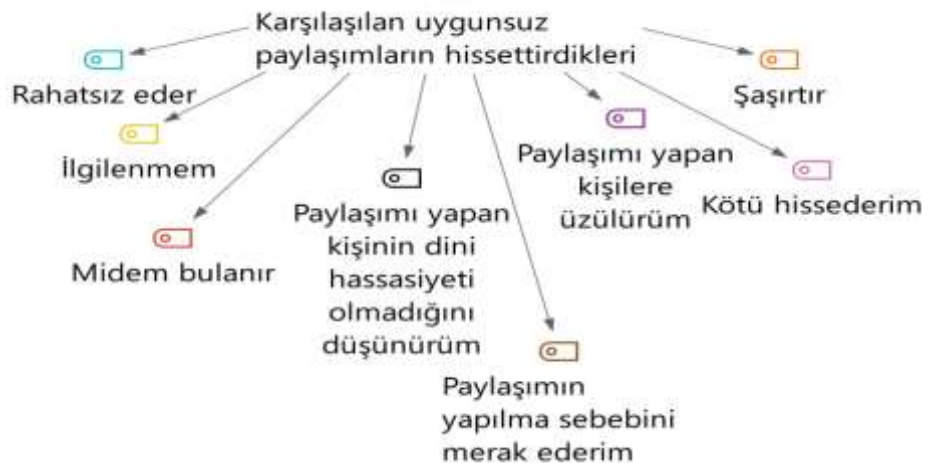 Karşılaşılan uygunsuz
paylaşımların hissettirdikleri
Rahatsız eder
Şaşırtır
İlgilenmem
Paylaşımı yapan
kişilere
üzülürüm
Kötü hissederim
Paylaşımı yapan
kişinin dini
hassasiyeti
olmadığını
düşünürüm
Midem bulanır
Paylaşımın
yapılma sebebini
merak ederim